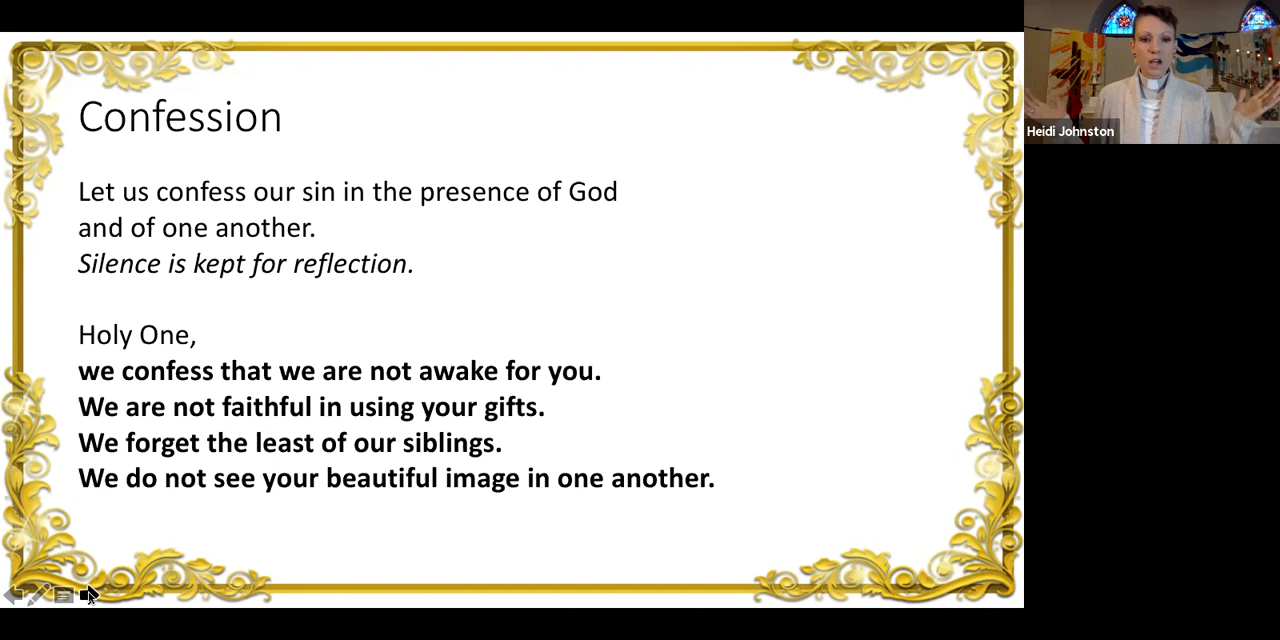 Confession
Let us confess our sin in the presence of God
and of one another.
Silence is kept for reflection.
Holy One,
we confess that we are not awake for you.
We are not faithful in using your gifts.
We forget the least of our siblings.
We do not see your beautiful image in one another.
Heidi Johnston